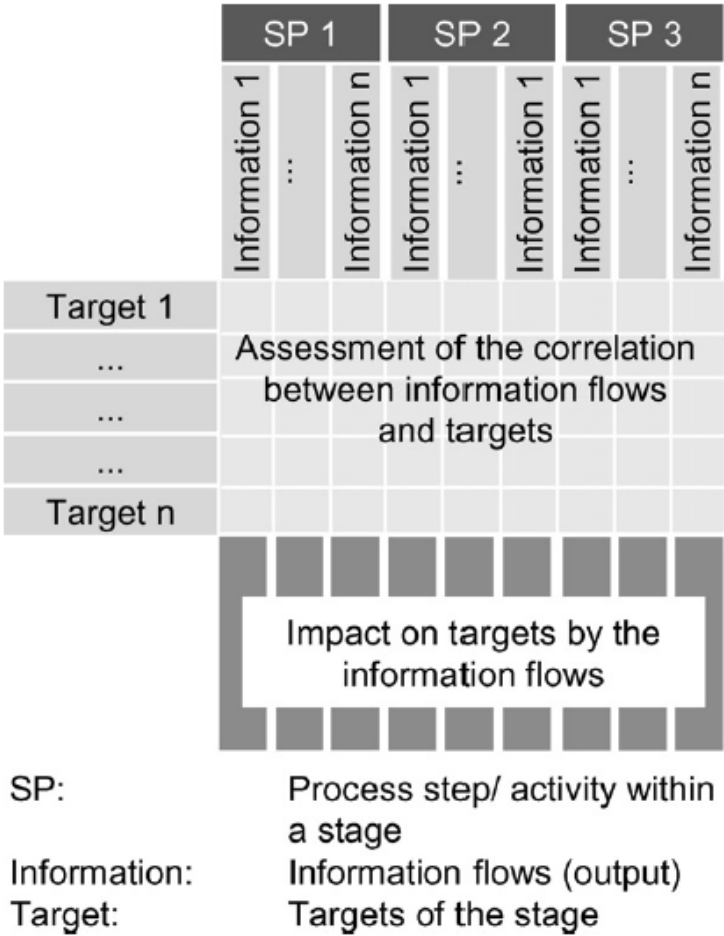 SP 1 SP 2 SP 3
Information 1
...
Information n
Information 1
...
Information 1
Information 1
...
Information n
Target 1
...
...
...
Target n
Assessment of the correlation
between information flows
and targets
Impact on targets by the
information flows
SP: Process step/ activity within
a stage
Information: Information flows (output)
Target: Targets of the stage